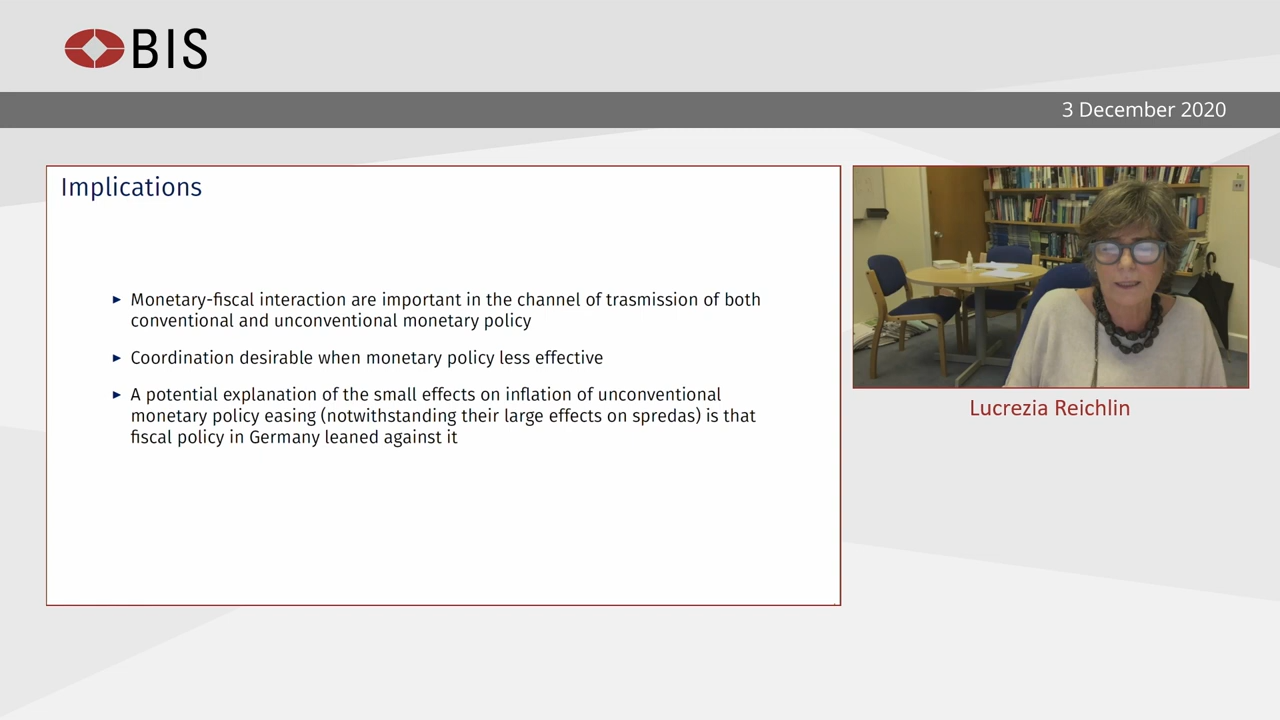 BIS
3 December 2020
Implications
► Monetary-fiscal interaction are important in the channel of trasmission of both
conventional and unconventional monetary policy
► Coordination desirable when monetary policy less effective
► A potential explanation of the small effects on inflation of unconventional
monetary policy easing (notwithstanding their large effects on spredas) is that
fiscal policy in Germany leaned against it
Lucrezia Reichlin